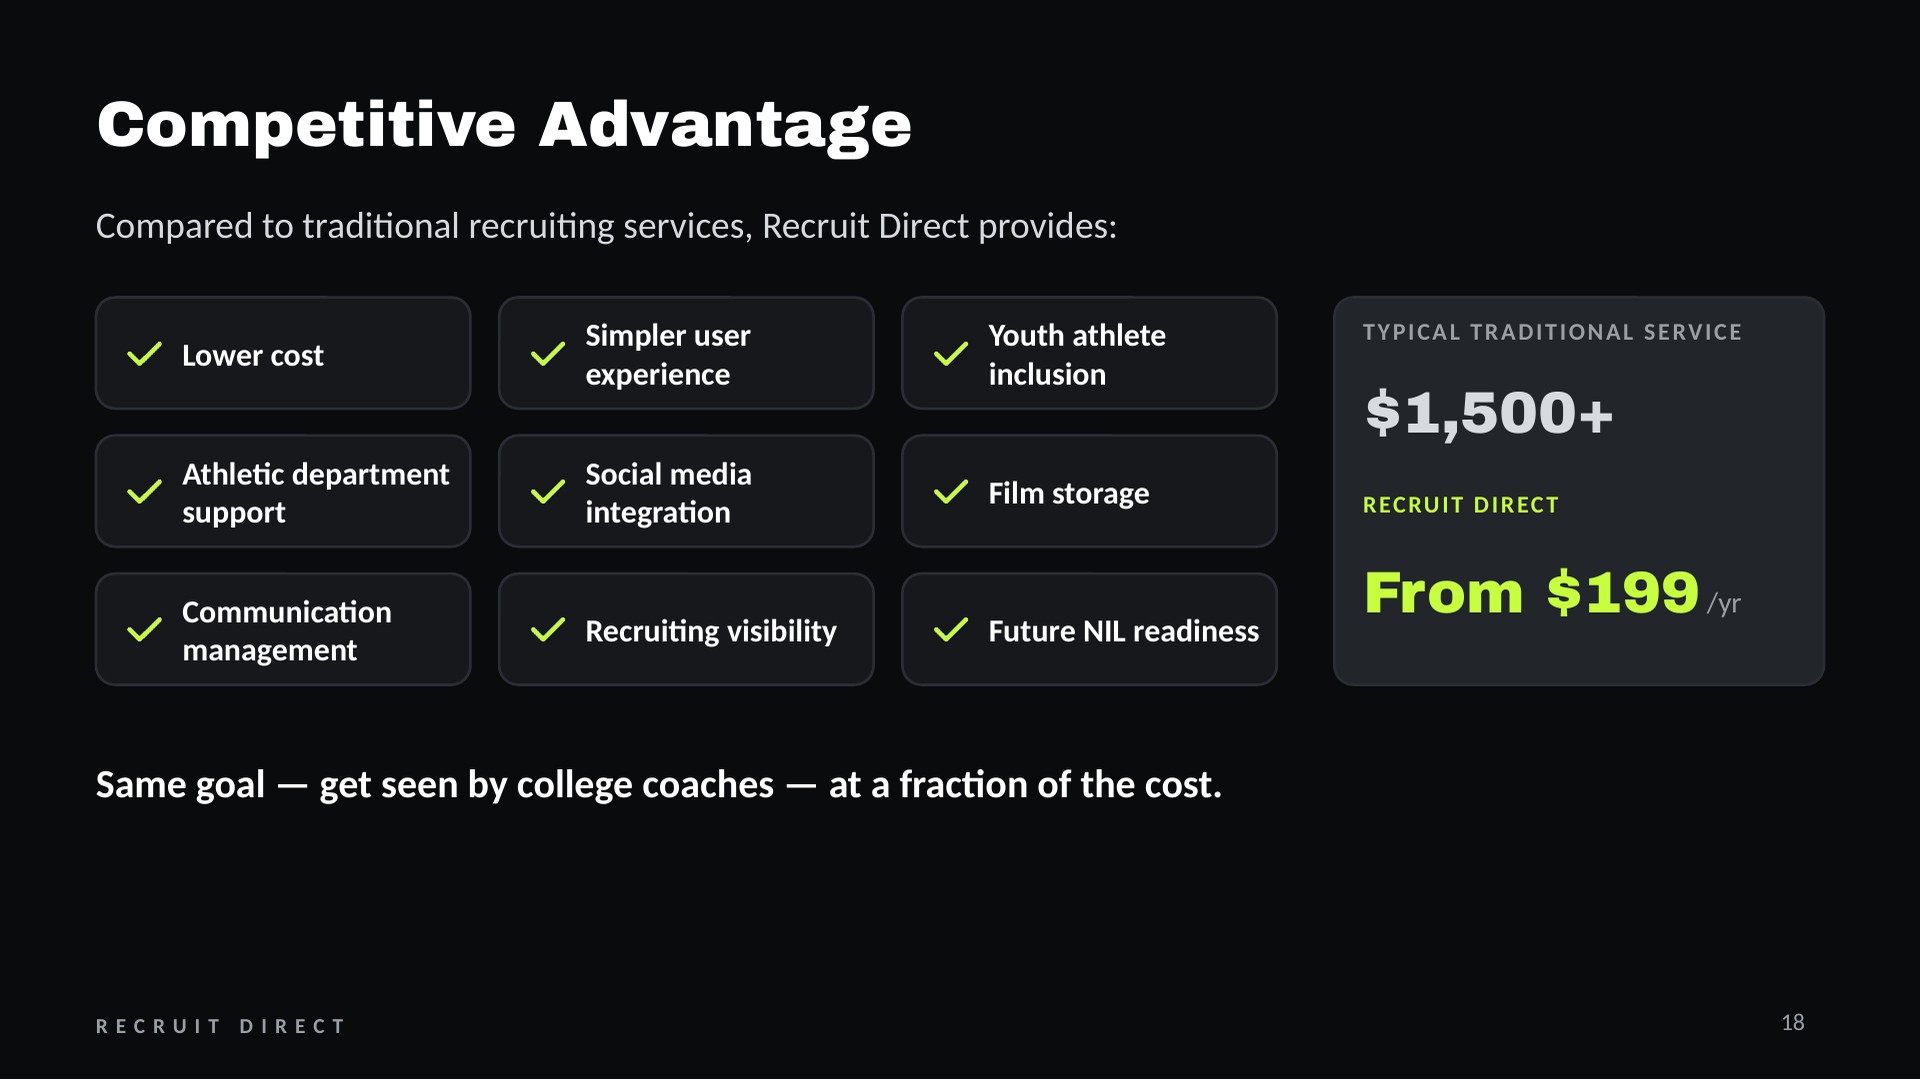 Competitive Advantage
Compared to traditional recruiting services, Recruit Direct provides:
Lower cost
Simpler user
experience
Youth athlete
inclusion
Athletic department
support
Social media
integration
Film storage
Communication
management
Recruiting visibility
Future NIL readiness
TYPICAL TRADITIONAL SERVICE
$1,500+
RECRUIT DIRECT
From $199 /yr
Same goal — get seen by college coaches — at a fraction of the cost.
RECRUIT DIRECT
18